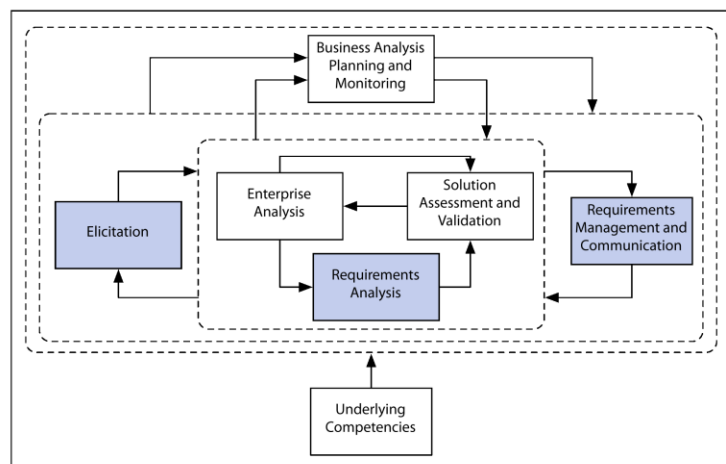 Business Analysis
Planning and
Monitoring
Enterprise
Analysis
Solution
Assessment and
Validation
Elicitation
Requirements
Management and
Communication
Requirements
Analysis
Underlying
Competencies